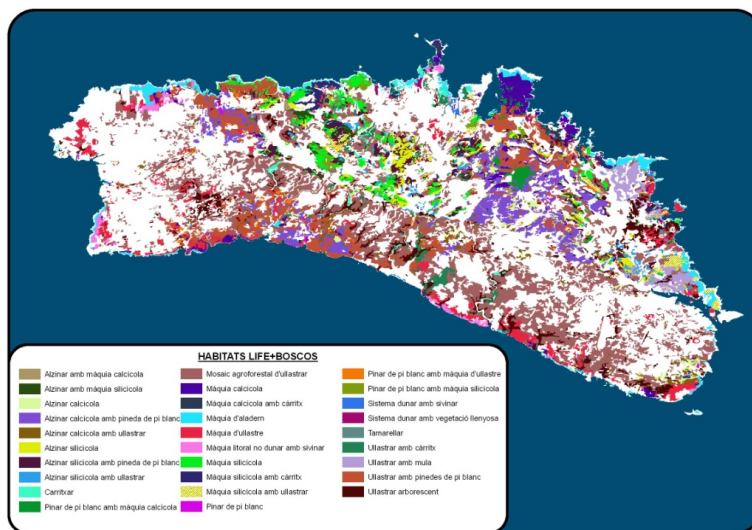 HABITATS LIFE+BOSCOS
Alzinar amb màquia calcícola
Alzinar amb màquia silicícola
Alzinar calcícola
Alzinar calcícola amb pineda de pi blanc
Alzinar calcícola amb ullastrar
Alzinar silicícola
Alzinar silicícola amb pineda de pi blanc
Alzinar silicícola amb ullastrar
Carritxar
Pinar de pi blanc amb màquia calcícola
Mosaic agroforestal d'ullastrar
Màquia calcícola
Màquia calcícola amb càrritx
Màquia d'aladern
Màquia d'ullastre
Màquia litoral no dunar amb sivinar
Màquia silicícola
Màquia silicícola amb càrritx
Màquia silicícola amb ullastrar
Pinar de pi blanc
Pinar de pi blanc amb màquia d'ullastre
Pinar de pi blanc amb màquia silicícola
Sistema dunar amb sivinar
Sistema dunar amb vegetació llenyosa
Tamarellar
Ullastrar amb càrritx
Ullastrar amb mula
Ullastrar amb pinedes de pi blanc
Ullastrar arborescent